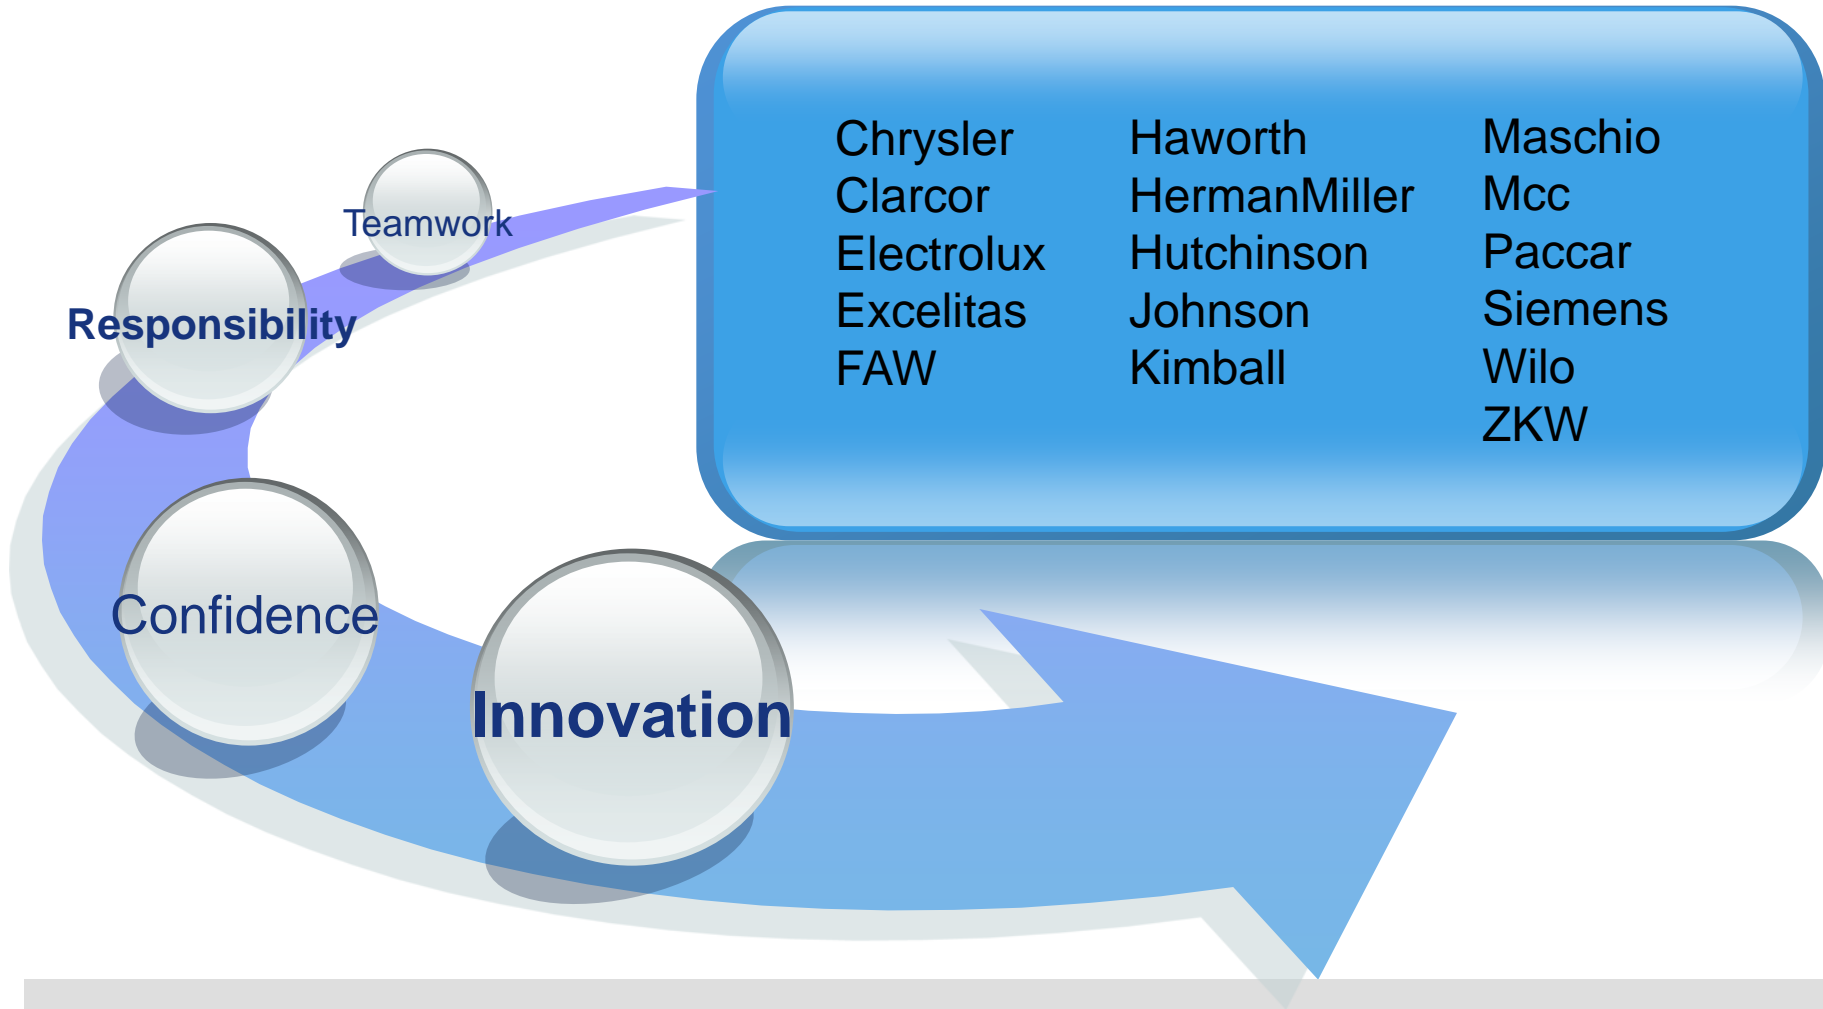 Teamwork
Responsibility
Confidence
Innovation
Chrysler
Clarcor
Electrolux
Excelitas
FAW
Haworth
HermanMiller
Hutchinson
Johnson
Kimball
Maschio
Mcc
Paccar
Siemens
Wilo
ZKW